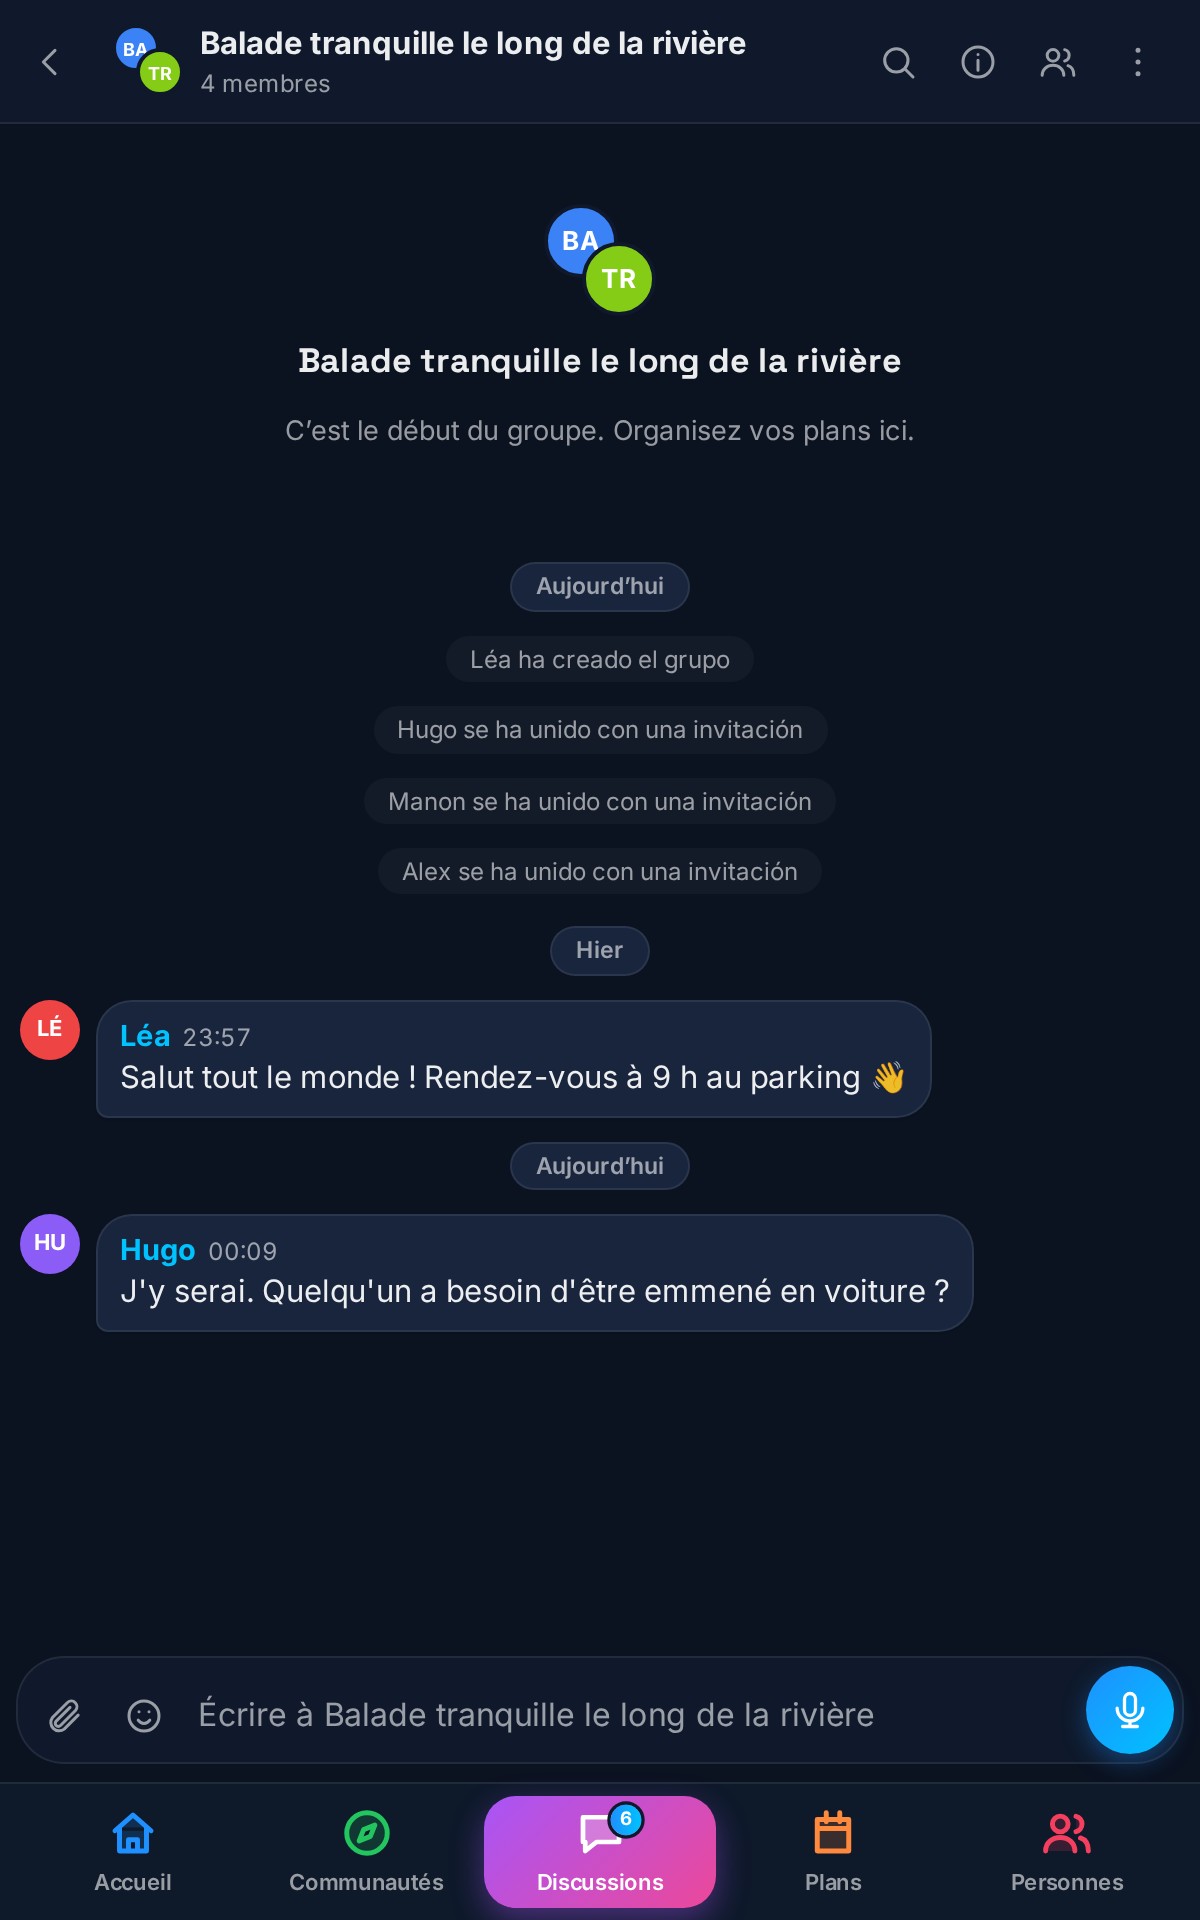 BA
TR
Balade tranquille le long de la rivière
4 membres
BA
TR
Balade tranquille le long de la rivière
C’est le début du groupe. Organisez vos plans ici.
Aujourd’hui
Léa ha creado el grupo
Hugo se ha unido con una invitación
Manon se ha unido con una invitación
Alex se ha unido con una invitación
Hier
LÉ
Léa 23:57
Salut tout le monde ! Rendez-vous à 9 h au parking 👋
Aujourd’hui
HU
Hugo 00:09
J'y serai. Quelqu'un a besoin d'être emmené en voiture ?
Écrire à Balade tranquille le long de la rivière
6
Accueil
Communautés
Discussions
Plans
Personnes